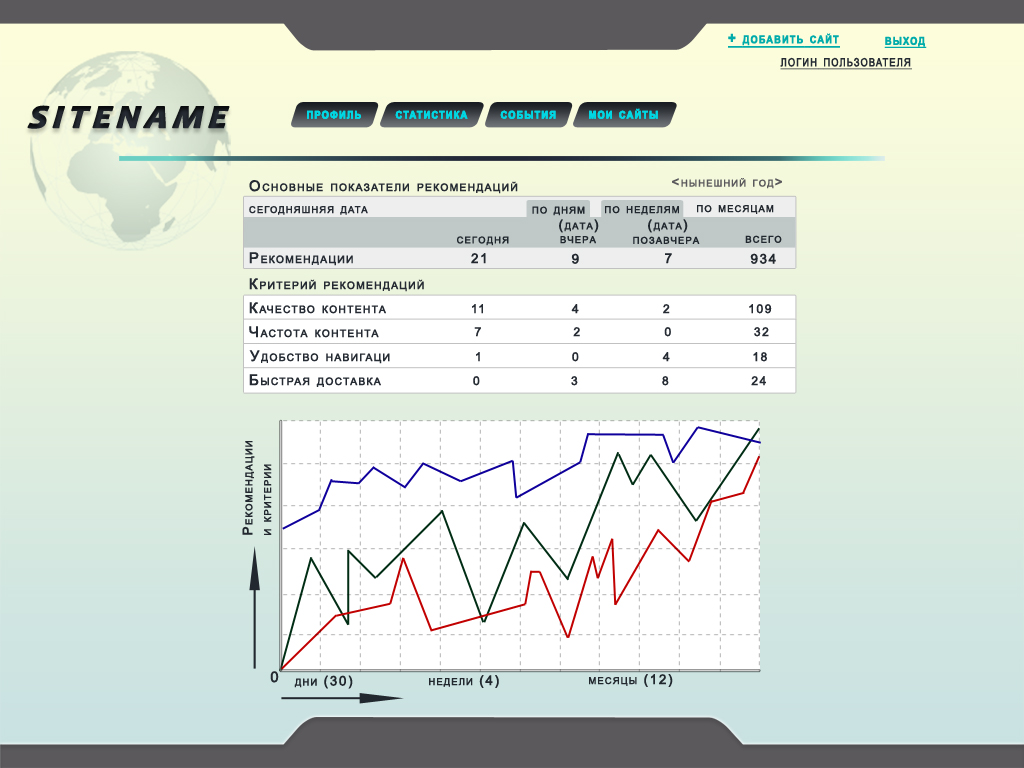 + ДОБАВИТЬ САЙТ ВЫХОД
ЛОГИН ПОЛЬЗОВАТЕЛЯ
SITENAME
ПРОФИЛЬ СТАТИСТИКА СОБЫТИЯ МОИ САЙТЫ
Основные показатели рекомендаций <нынешний год>
сегодняшняя дата по дням по неделям по месяцам
(дата) (дата)
сегодня вчера позавчера всего
Рекомендации 21 9 7 934
Критерий рекомендаций
Качество контента 11 4 2 109
Частота контента 7 2 0 32
Удобство навигаци 1 0 4 18
Быстрая доставка 0 3 8 24
Рекомендации
и критерии
0
дни (30) недели (4) месяцы (12)